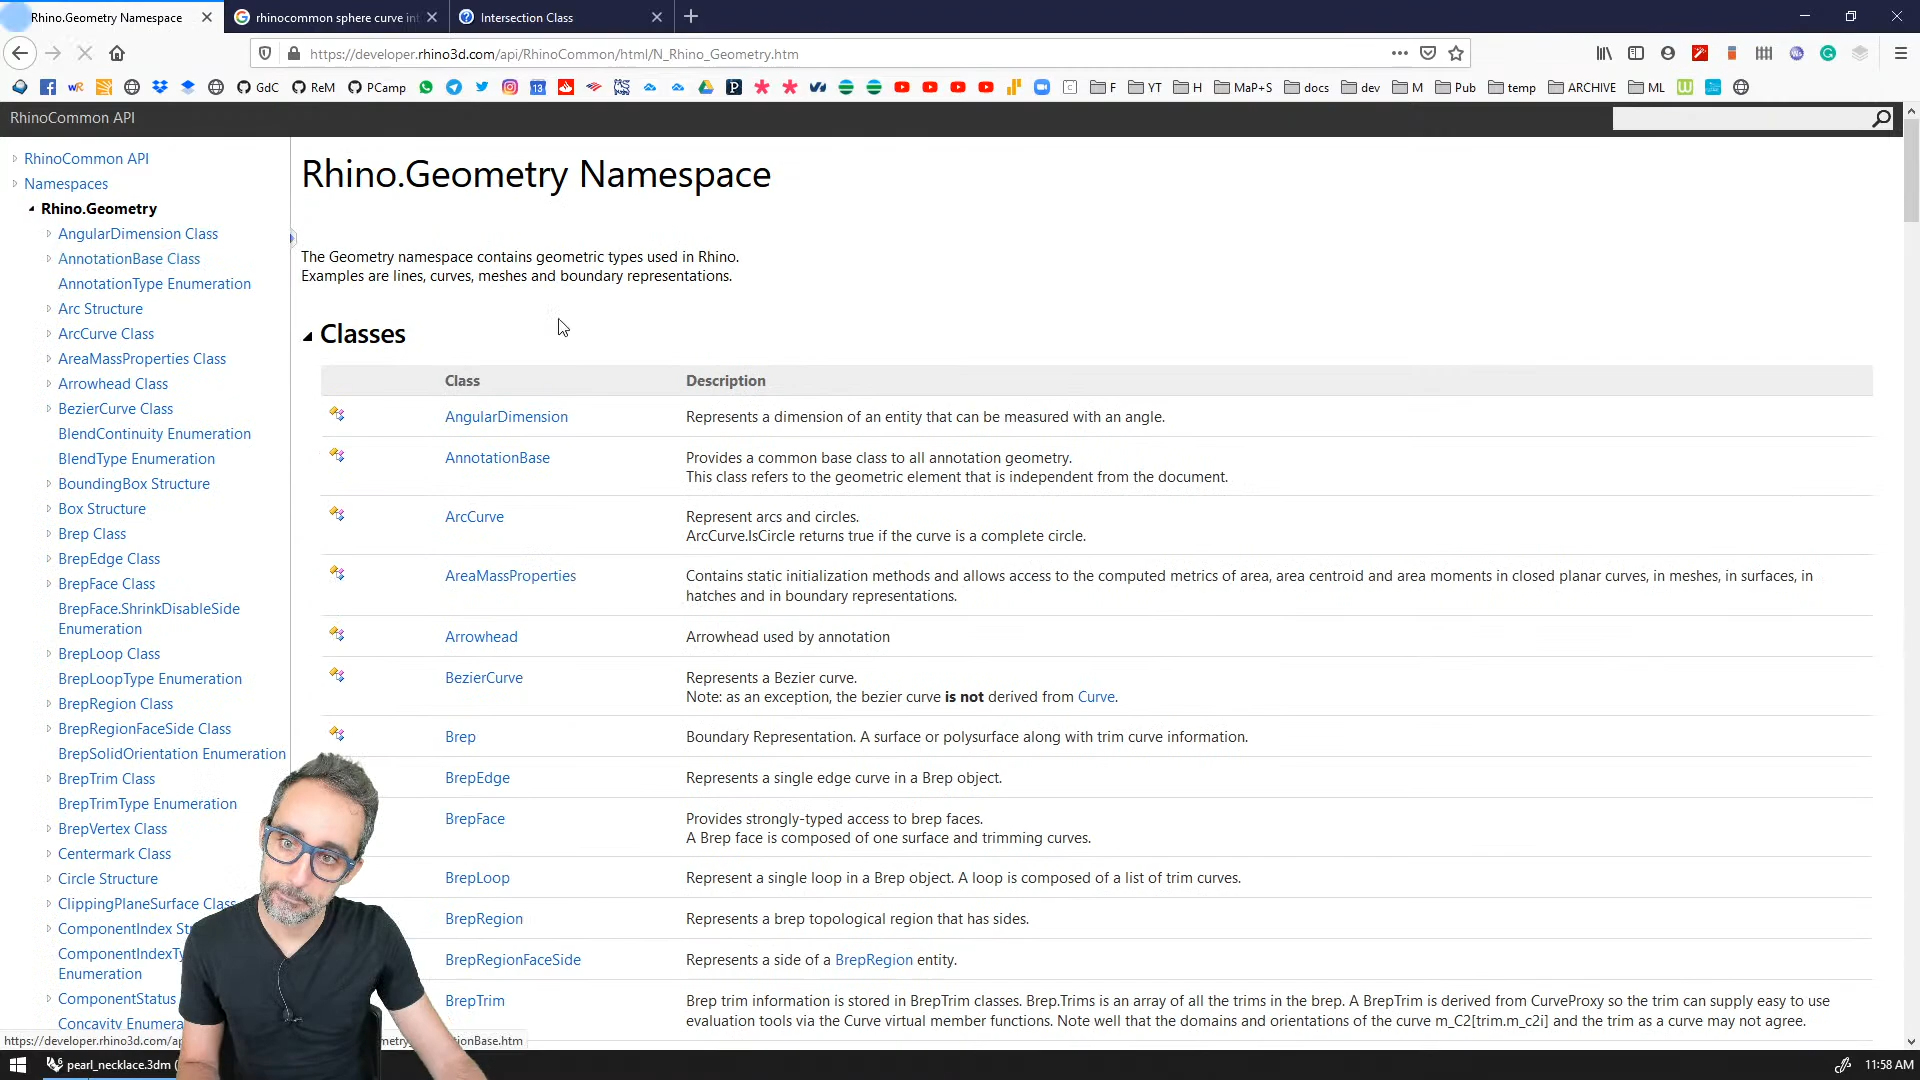 Rhino.Geometry Namespace
rhinocommon sphere curve int
Intersection Class
https://developer.rhino3d.com/api/RhinoCommon/html/N_Rhino_Geometry.htm
GdC
ReM
PCamp
F
YT
H
MaP+S
docs
dev
M
Pub
temp
ARCHIVE
ML
RhinoCommon API
RhinoCommon API
Namespaces
Rhino.Geometry
AngularDimension Class
AnnotationBase Class
AnnotationType Enumeration
Arc Structure
ArcCurve Class
AreaMassProperties Class
Arrowhead Class
BezierCurve Class
BlendContinuity Enumeration
BlendType Enumeration
BoundingBox Structure
Box Structure
Brep Class
BrepEdge Class
BrepFace Class
BrepFace.ShrinkDisableSide
Enumeration
BrepLoop Class
BrepLoopType Enumeration
BrepRegion Class
BrepRegionFaceSide Class
BrepSolidOrientation Enumeration
BrepTrim Class
BrepTrimType Enumeration
BrepVertex Class
Centermark Class
Circle Structure
ClippingPlaneSurface Class
ComponentIndex St
ComponentIndexTy
Enumeration
ComponentStatus
Concavity Enumera
Rhino.Geometry Namespace
The Geometry namespace contains geometric types used in Rhino.
Examples are lines, curves, meshes and boundary representations.
Classes
Class Description
AngularDimension Represents a dimension of an entity that can be measured with an angle.
AnnotationBase Provides a common base class to all annotation geometry.
This class refers to the geometric element that is independent from the document.
ArcCurve Represent arcs and circles.
ArcCurve.IsCircle returns true if the curve is a complete circle.
AreaMassProperties Contains static initialization methods and allows access to the computed metrics of area, area centroid and area moments in closed planar curves, in meshes, in surfaces, in
hatches and in boundary representations.
Arrowhead Arrowhead used by annotation
BezierCurve Represents a Bezier curve.
Note: as an exception, the bezier curve is not derived from Curve.
Brep Boundary Representation. A surface or polysurface along with trim curve information.
BrepEdge Represents a single edge curve in a Brep object.
BrepFace Provides strongly-typed access to brep faces.
A Brep face is composed of one surface and trimming curves.
BrepLoop Represent a single loop in a Brep object. A loop is composed of a list of trim curves.
BrepRegion Represents a brep topological region that has sides.
BrepRegionFaceSide Represents a side of a BrepRegion entity.
BrepTrim Brep trim information is stored in BrepTrim classes. Brep.Trims is an array of all the trims in the brep. A BrepTrim is derived from CurveProxy so the trim can supply easy to use
evaluation tools via the Curve virtual member functions. Note well that the domains and orientations of the curve m_C2[trim.m_c2i] and the trim as a curve may not agree.
https://developer.rhino3d.com/ap
metry
tionBase.htm
pearl_necklace.3dm (
11:58 AM